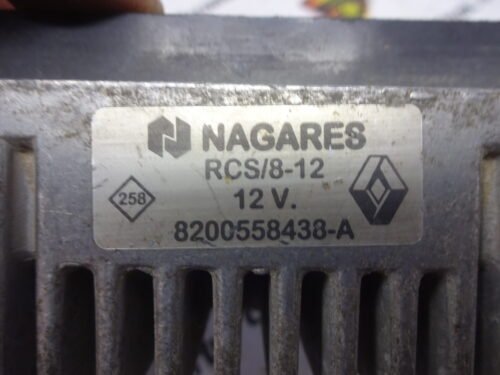 NAGARES
RCS/8-12
258
12 V.
8200558438-A